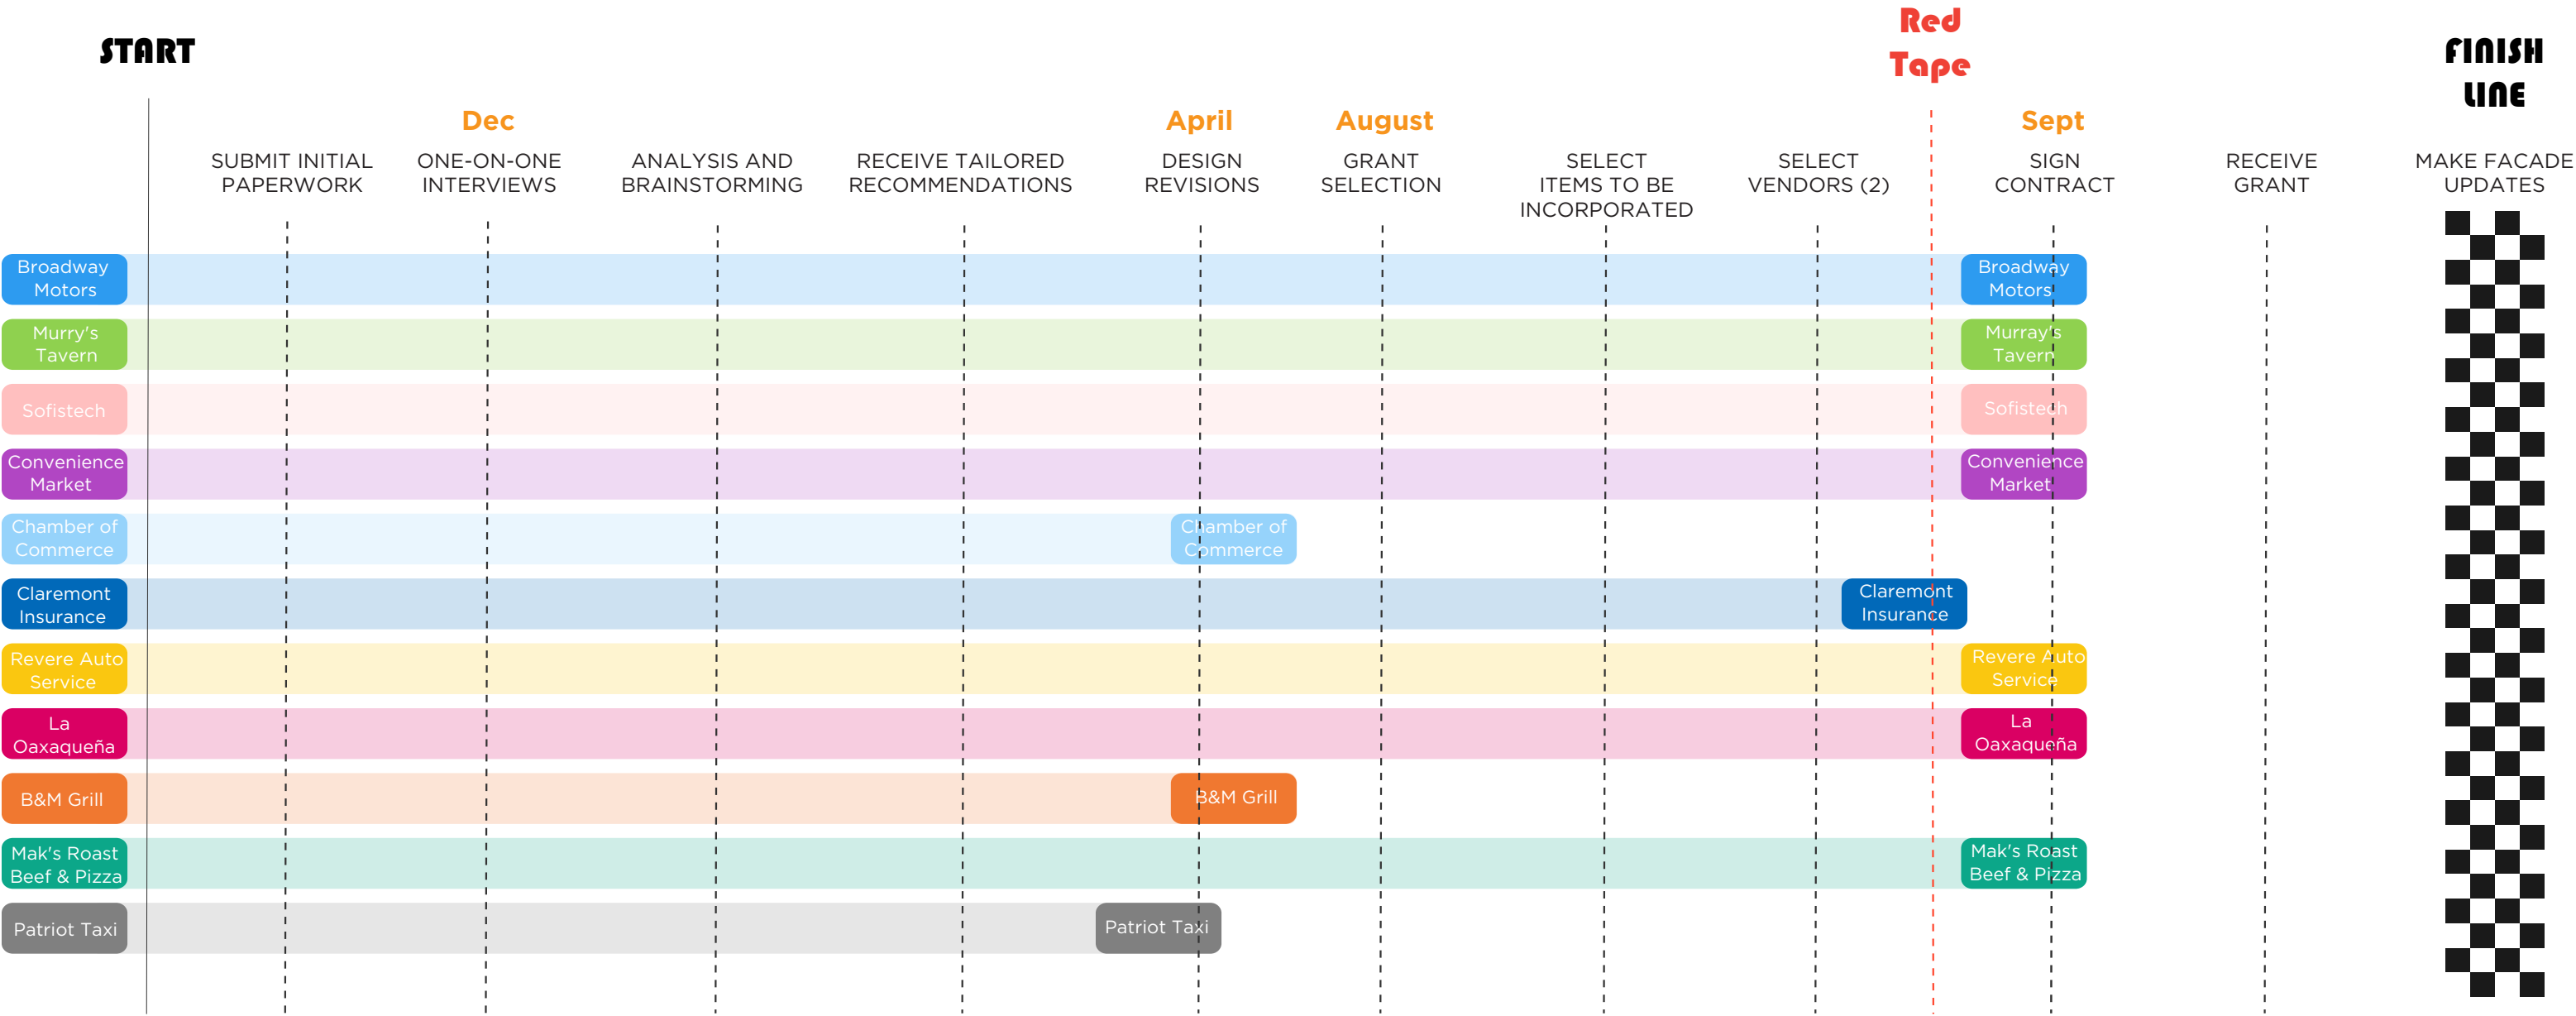 START
Red
Tape
FINISH
LINE
Dec
April
August
Sept
SUBMIT INITIAL
PAPERWORK
ONE-ON-ONE
INTERVIEWS
ANALYSIS AND
BRAINSTORMING
RECEIVE TAILORED
RECOMMENDATIONS
DESIGN
REVISIONS
GRANT
SELECTION
SELECT
ITEMS TO BE
INCORPORATED
SELECT
VENDORS (2)
SIGN
CONTRACT
RECEIVE
GRANT
MAKE FACADE
UPDATES
Broadway
Motors
Broadway
Motors
Murry's
Tavern
Murray's
Tavern
Sofistech
Sofistech
Convenience
Market
Convenience
Market
Chamber of
Commerce
Chamber of
Commerce
Claremont
Insurance
Claremont
Insurance
Revere Auto
Service
Revere Auto
Service
La
Oaxaqueña
La
Oaxaqueña
B&M Grill
B&M Grill
Mak's Roast
Beef & Pizza
Mak's Roast
Beef & Pizza
Patriot Taxi
Patriot Taxi